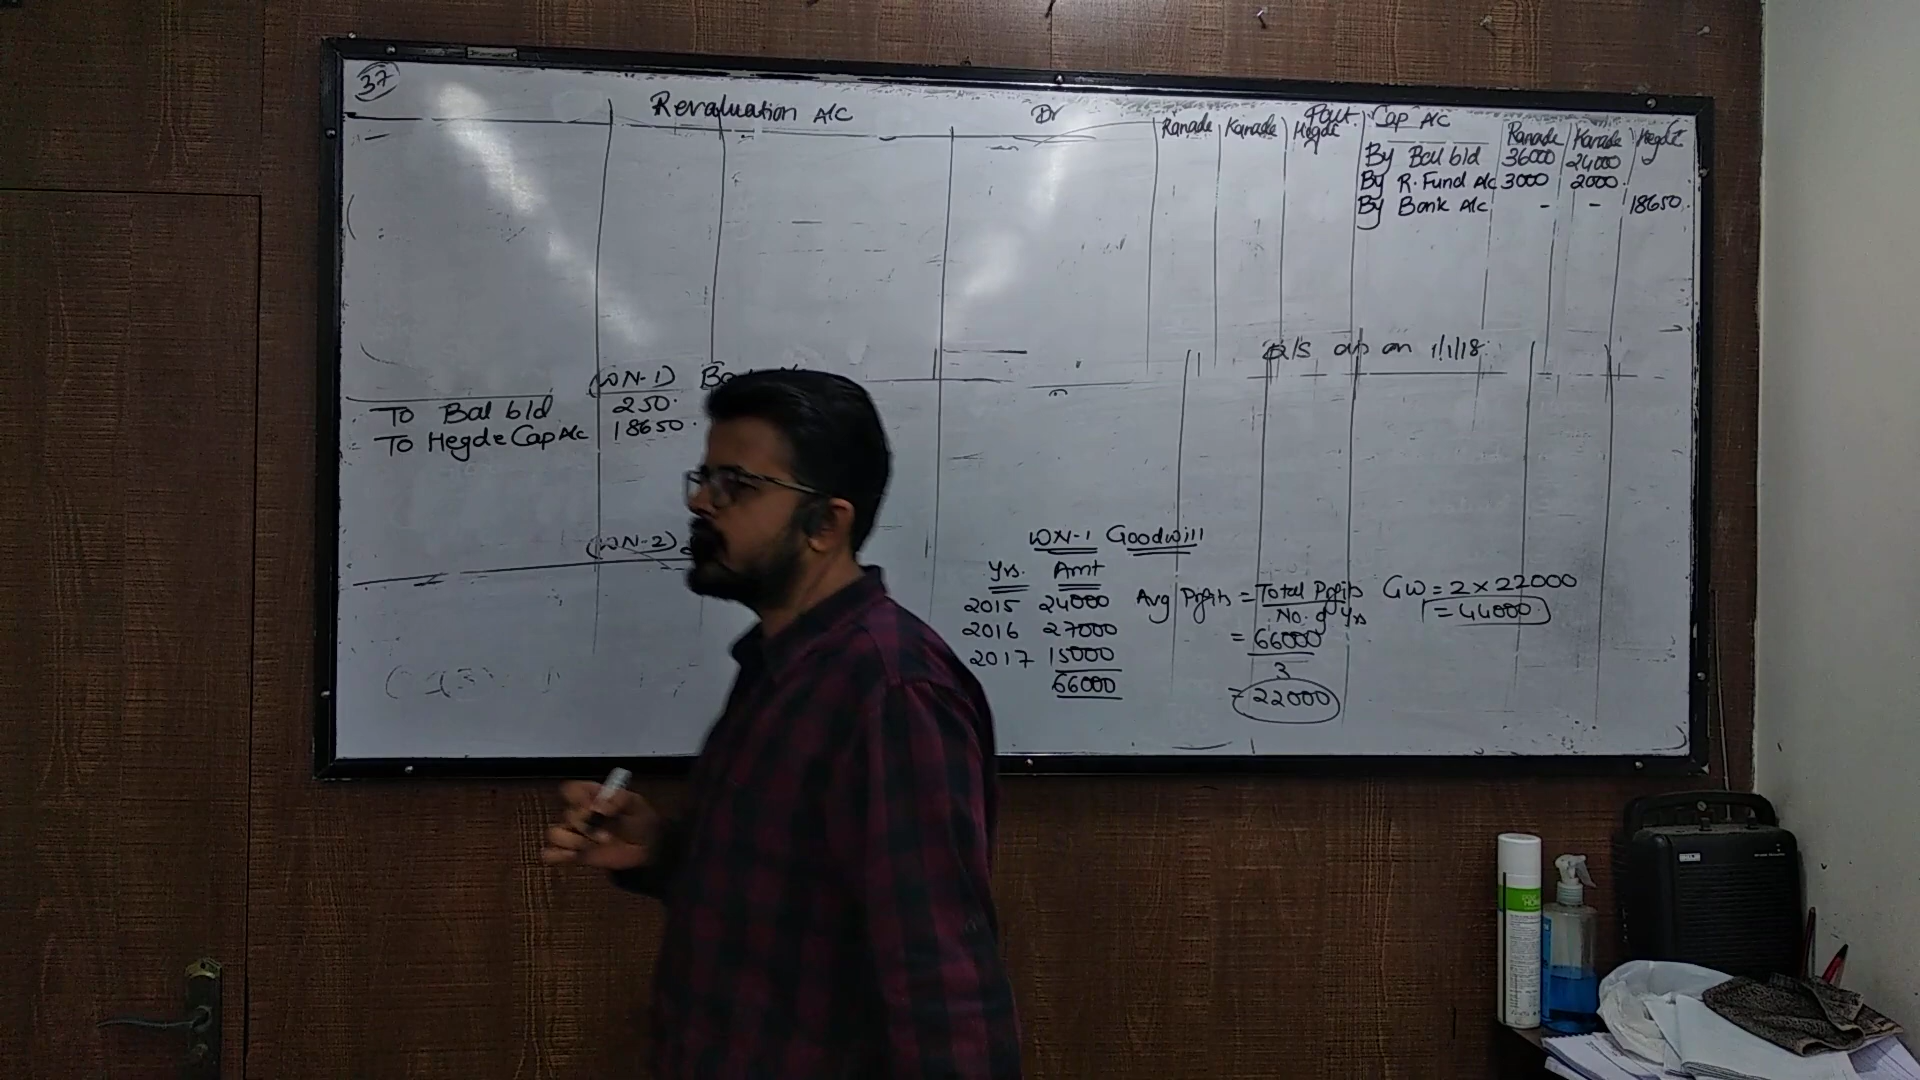 37
Revaluation A/C
Dr
Cap A/C
Ranade Karade Hegde
Ranade Karade Hegde
By Bal b/d 36000 24000
By R. Fund A/c 3000 2000.
By Bank A/c - - 18650.
B/S as on 1/1/18
(WN-1)
To Bal b/d 250.
To Hegde Cap A/c 18650.
(WN-2)
WN-1 Goodwill
Yrs. Amt
2015 24000
2016 27000
2017 15000
66000
Avg Profits = Total Profits
No. of Yrs
= 66000
3
= 22000
GW = 2 × 22000
= 44000